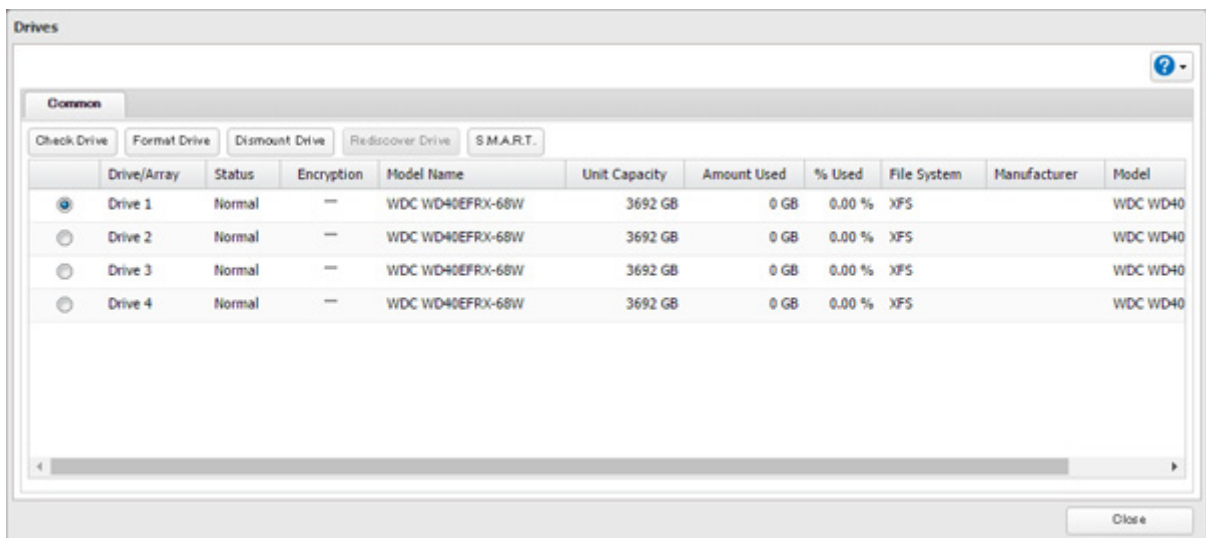 Drives
?
Common
Check Drive Format Drive Dismount Drive Rediscover Drive S.M.A.R.T.
Drive/Array Status Encryption Model Name Unit Capacity Amount Used % Used File System Manufacturer Model
Drive 1 Normal — WDC WD40EFRX-68W 3692 GB 0 GB 0.00 % XFS WDC WD40
Drive 2 Normal — WDC WD40EFRX-68W 3692 GB 0 GB 0.00 % XFS WDC WD40
Drive 3 Normal — WDC WD40EFRX-68W 3692 GB 0 GB 0.00 % XFS WDC WD40
Drive 4 Normal — WDC WD40EFRX-68W 3692 GB 0 GB 0.00 % XFS WDC WD40
Close